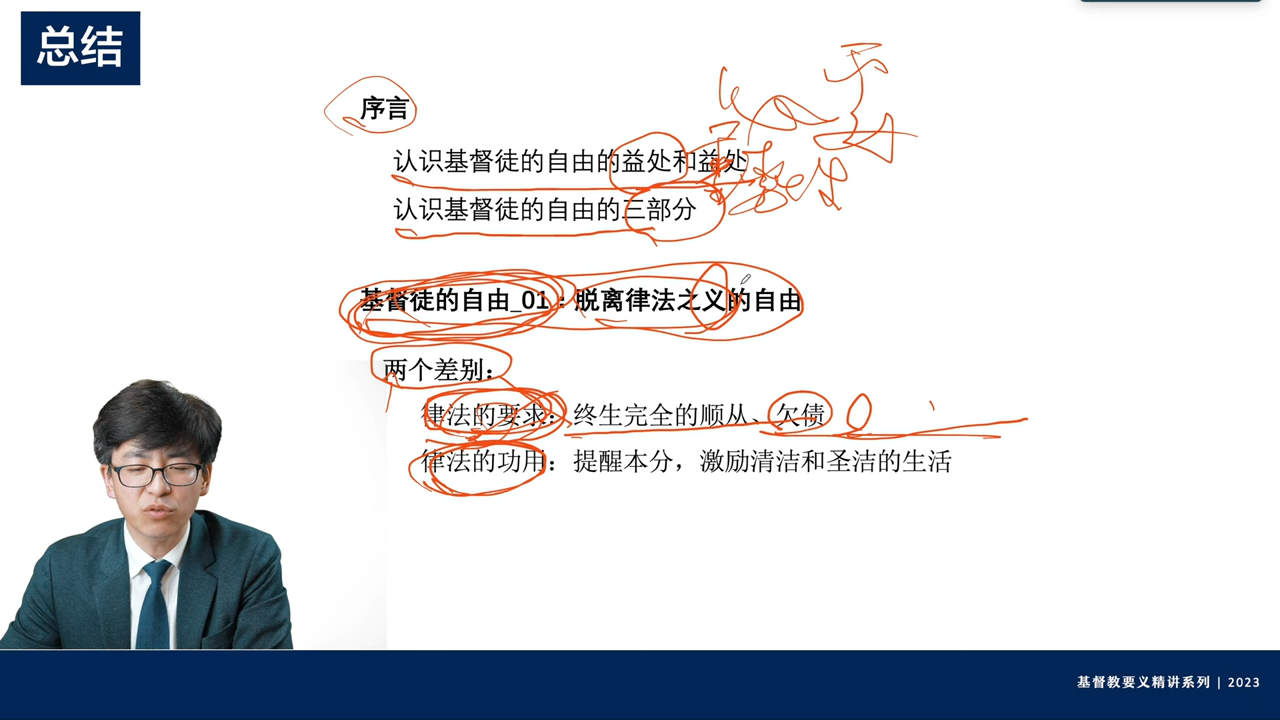 总结
序言
认识基督徒的自由的益处和益处
认识基督徒的自由的三部分
基督徒的自由_01：脱离律法之义的自由
两个差别：
律法的要求：终生完全的顺从、欠债
律法的功用：提醒本分，激励清洁和圣洁的生活
基督教要义精讲系列 | 2023